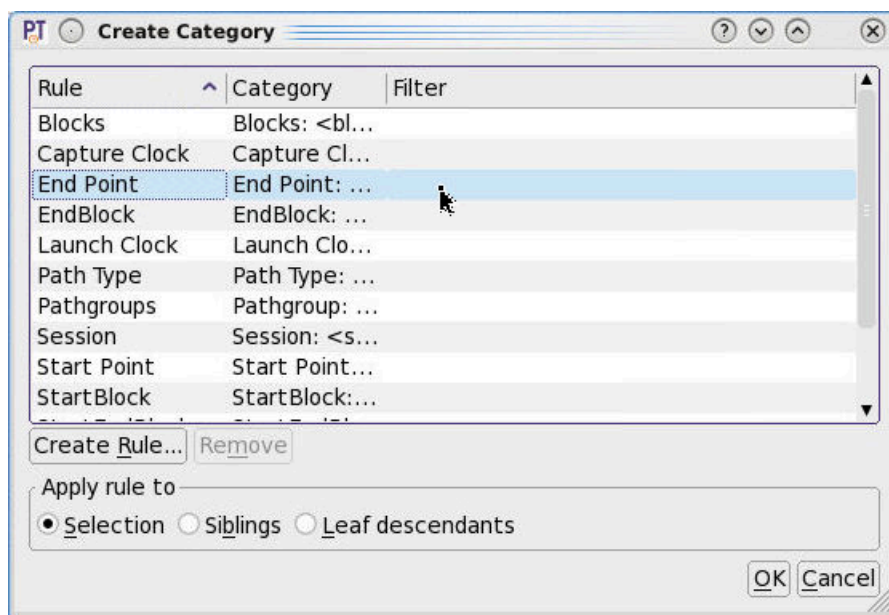 PT Create Category
Rule Category Filter
Blocks Blocks: <bl...
Capture Clock Capture Cl...
End Point End Point: ...
EndBlock EndBlock: ...
Launch Clock Launch Clo...
Path Type Path Type: ...
Pathgroups Pathgroup: ...
Session Session: <s...
Start Point Start Point...
StartBlock StartBlock:...
Create Rule... Remove
Apply rule to
Selection Siblings Leaf descendants
OK Cancel